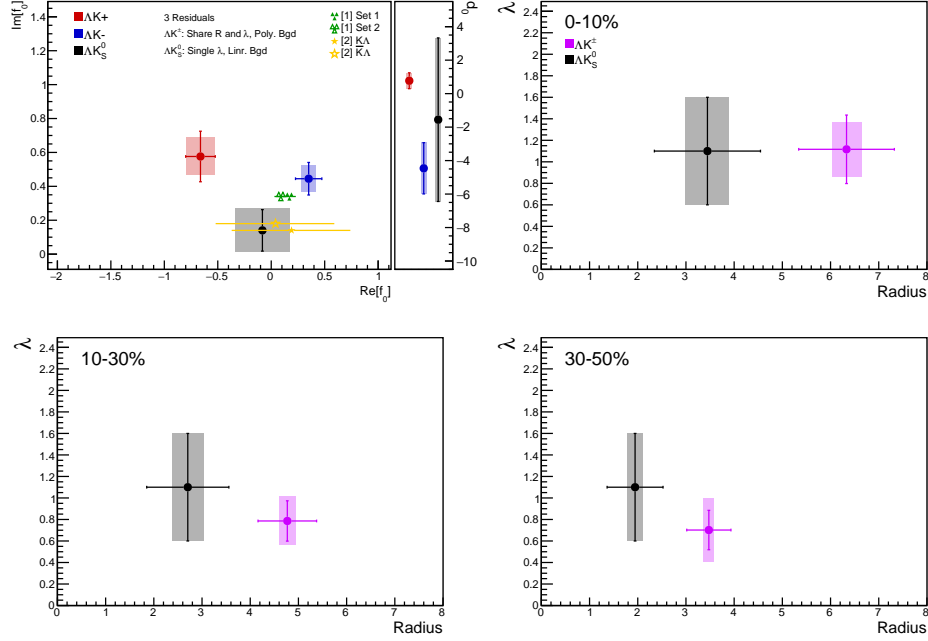 Im[f₀]
1.4
1.2
1
0.8
0.6
0.4
0.2
0
−2
−1.5
−1
−0.5
0
0.5
1
Re[f₀]
ΛK+
ΛK-
ΛK⁰S
3 Residuals
ΛK±: Share R and λ, Poly. Bgd
ΛK⁰S: Single λ, Linr. Bgd
[1] Set 1
[1] Set 2
[2] KΛ
[2] K̅Λ
d₀
4
2
0
−2
−4
−6
−8
−10
λ
2.4
2.2
2
1.8
1.6
1.4
1.2
1
0.8
0.6
0.4
0.2
0
0-10%
ΛK±
ΛK⁰S
0 1 2 3 4 5 6 7 8
Radius
λ
2.4
2.2
2
1.8
1.6
1.4
1.2
1
0.8
0.6
0.4
0.2
0
10-30%
0 1 2 3 4 5 6 7 8
Radius
λ
2.4
2.2
2
1.8
1.6
1.4
1.2
1
0.8
0.6
0.4
0.2
0
30-50%
0 1 2 3 4 5 6 7 8
Radius